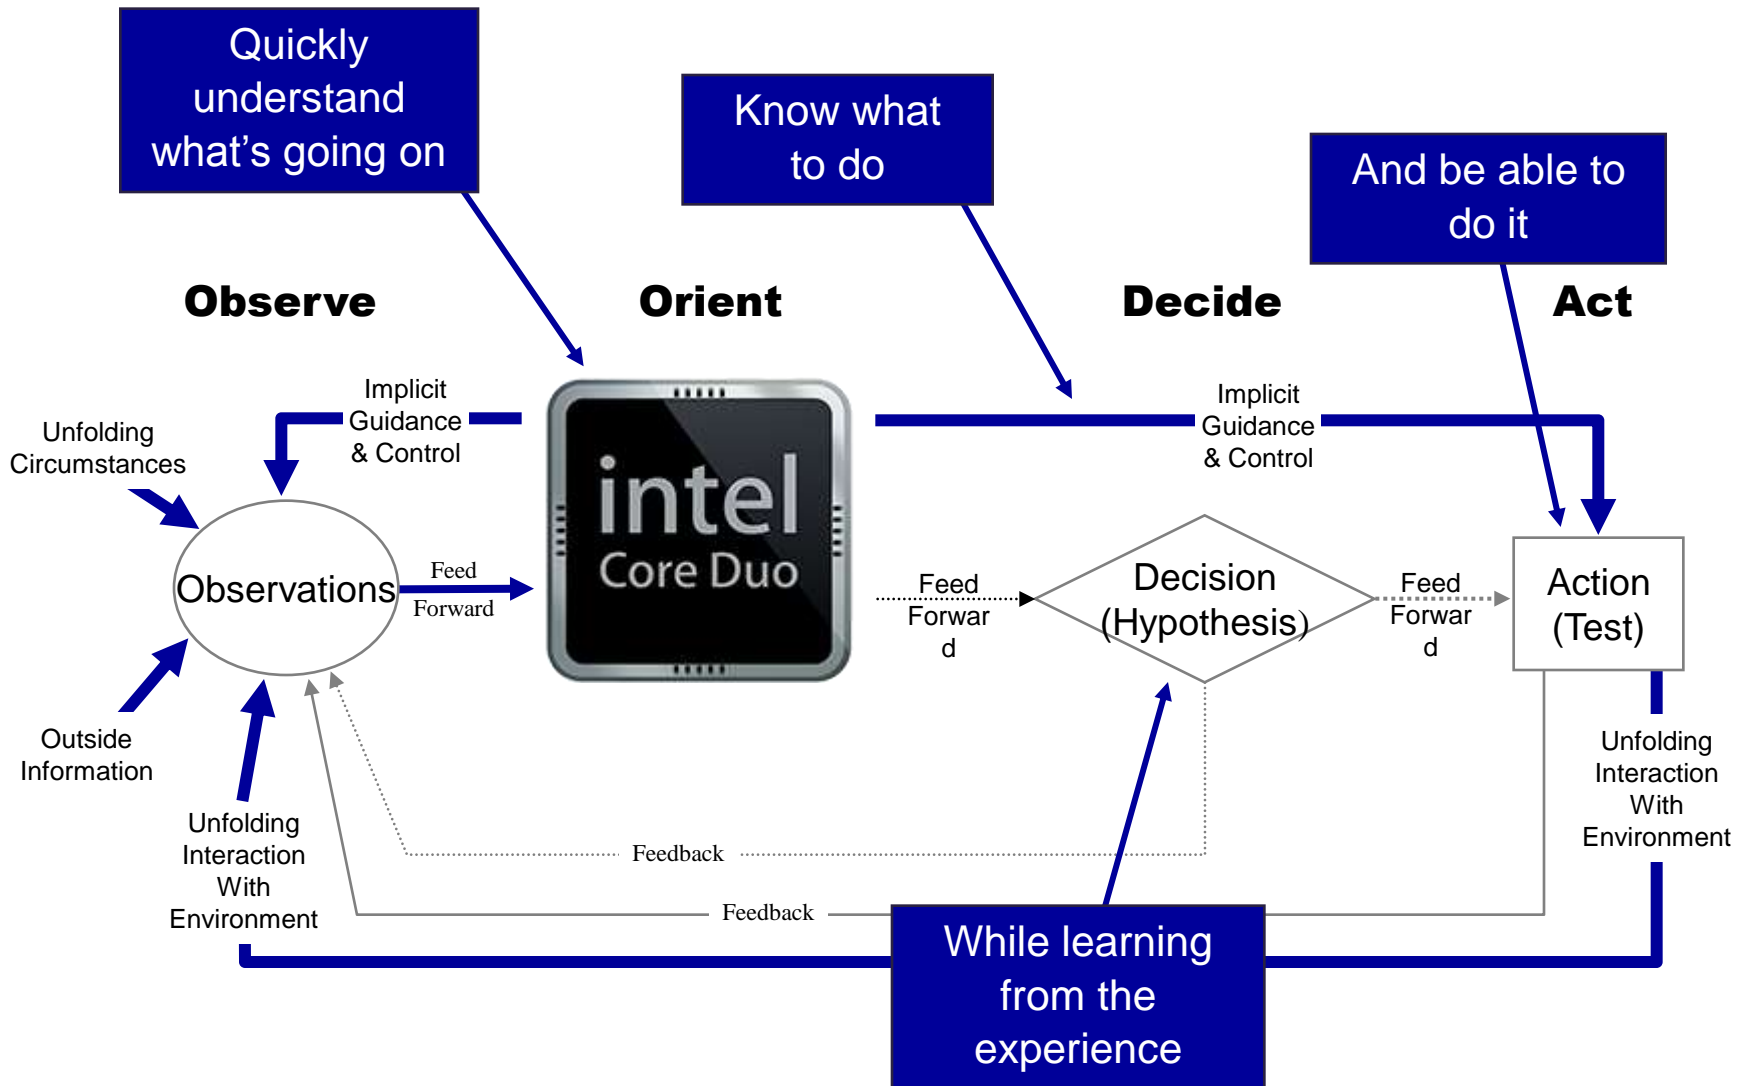 Quickly
understand
what's going on
Know what
to do
And be able to
do it
Observe
Orient
Decide
Act
Implicit
Guidance
& Control
Implicit
Guidance
& Control
Unfolding
Circumstances
intel
Core Duo
Observations
Feed
Forward
Feed
Forwar
d
Decision
(Hypothesis)
Feed
Forwar
d
Action
(Test)
Outside
Information
Unfolding
Interaction
With
Environment
Unfolding
Interaction
With
Environment
Feedback
Feedback
While learning
from the
experience